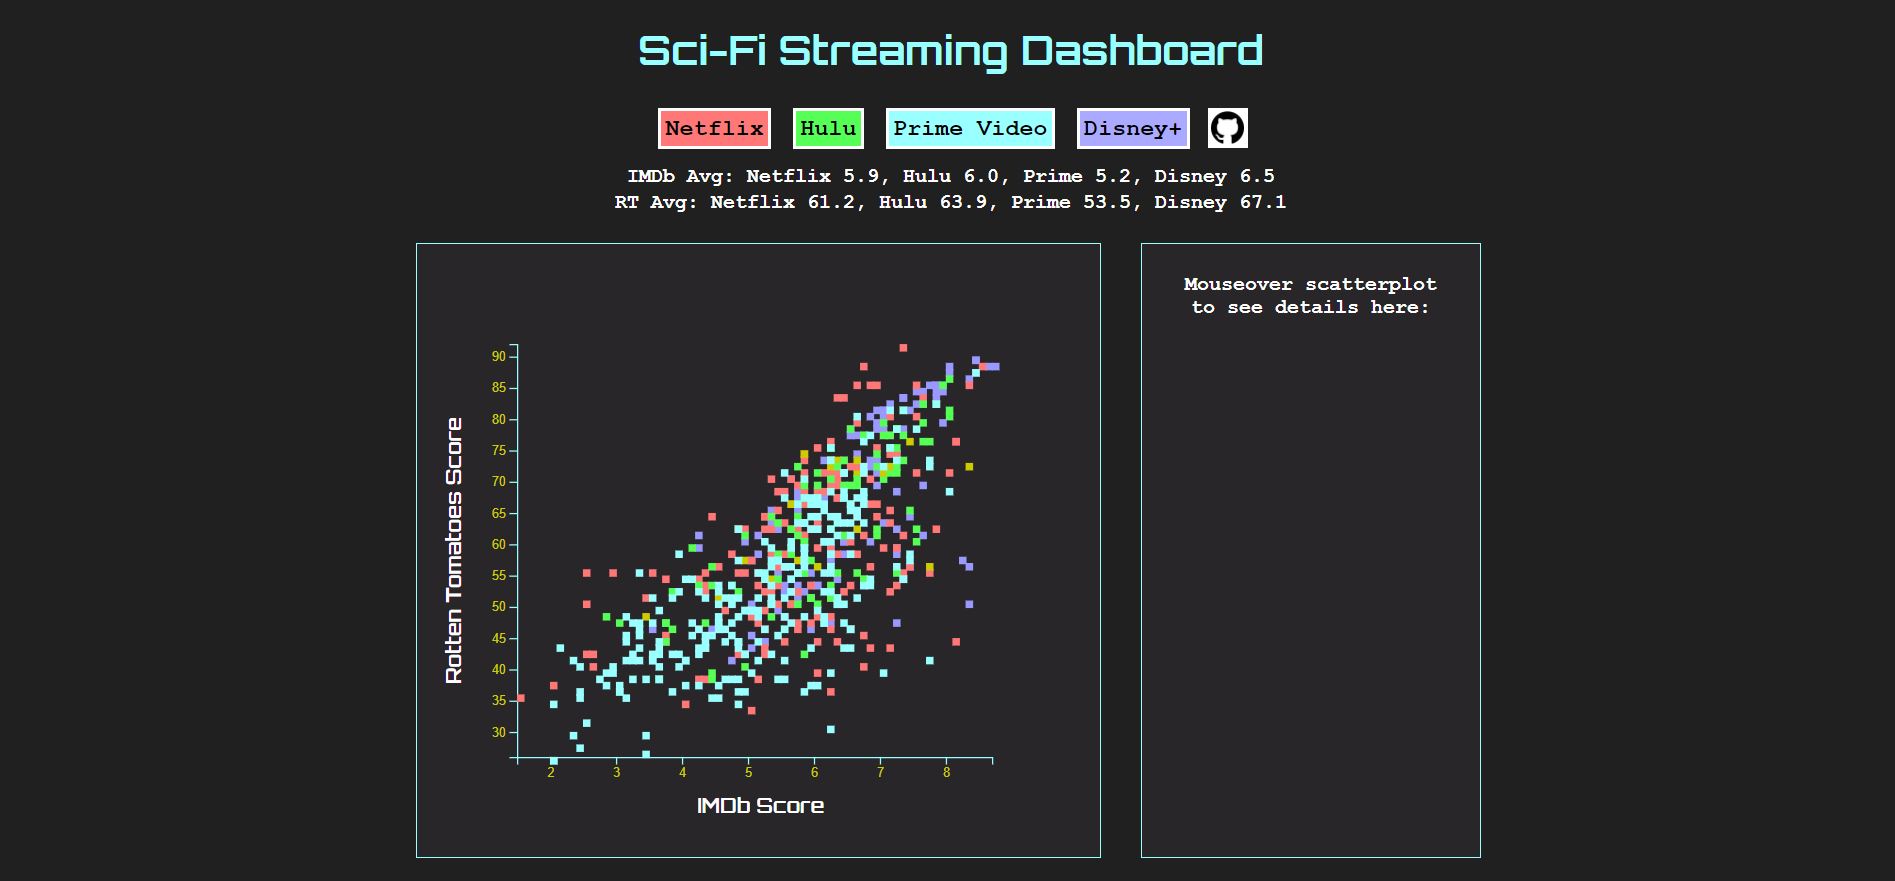 Sci-Fi Streaming Dashboard
Netflix Hulu Prime Video Disney+
IMDb Avg: Netflix 5.9, Hulu 6.0, Prime 5.2, Disney 6.5
RT Avg: Netflix 61.2, Hulu 63.9, Prime 53.5, Disney 67.1
Rotten Tomatoes Score
90
85
80
75
70
65
60
55
50
45
40
35
30
2 3 4 5 6 7 8
IMDb Score
Mouseover scatterplot
to see details here: